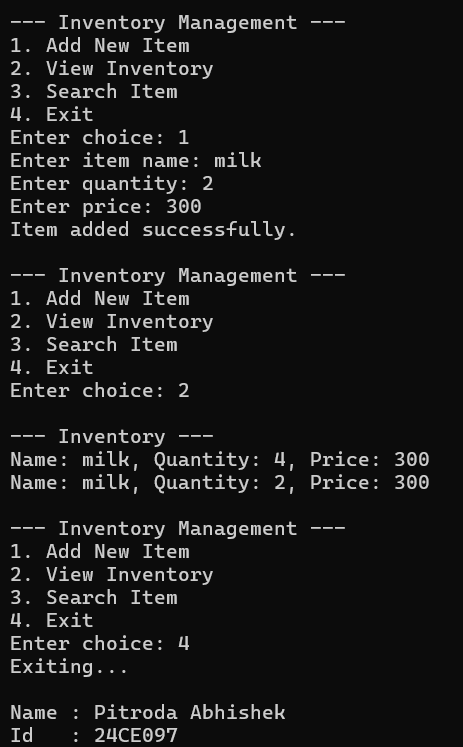 --- Inventory Management ---
1. Add New Item
2. View Inventory
3. Search Item
4. Exit
Enter choice: 1
Enter item name: milk
Enter quantity: 2
Enter price: 300
Item added successfully.

--- Inventory Management ---
1. Add New Item
2. View Inventory
3. Search Item
4. Exit
Enter choice: 2

--- Inventory ---
Name: milk, Quantity: 4, Price: 300
Name: milk, Quantity: 2, Price: 300

--- Inventory Management ---
1. Add New Item
2. View Inventory
3. Search Item
4. Exit
Enter choice: 4
Exiting...

Name : Pitroda Abhishek
Id   : 24CE097